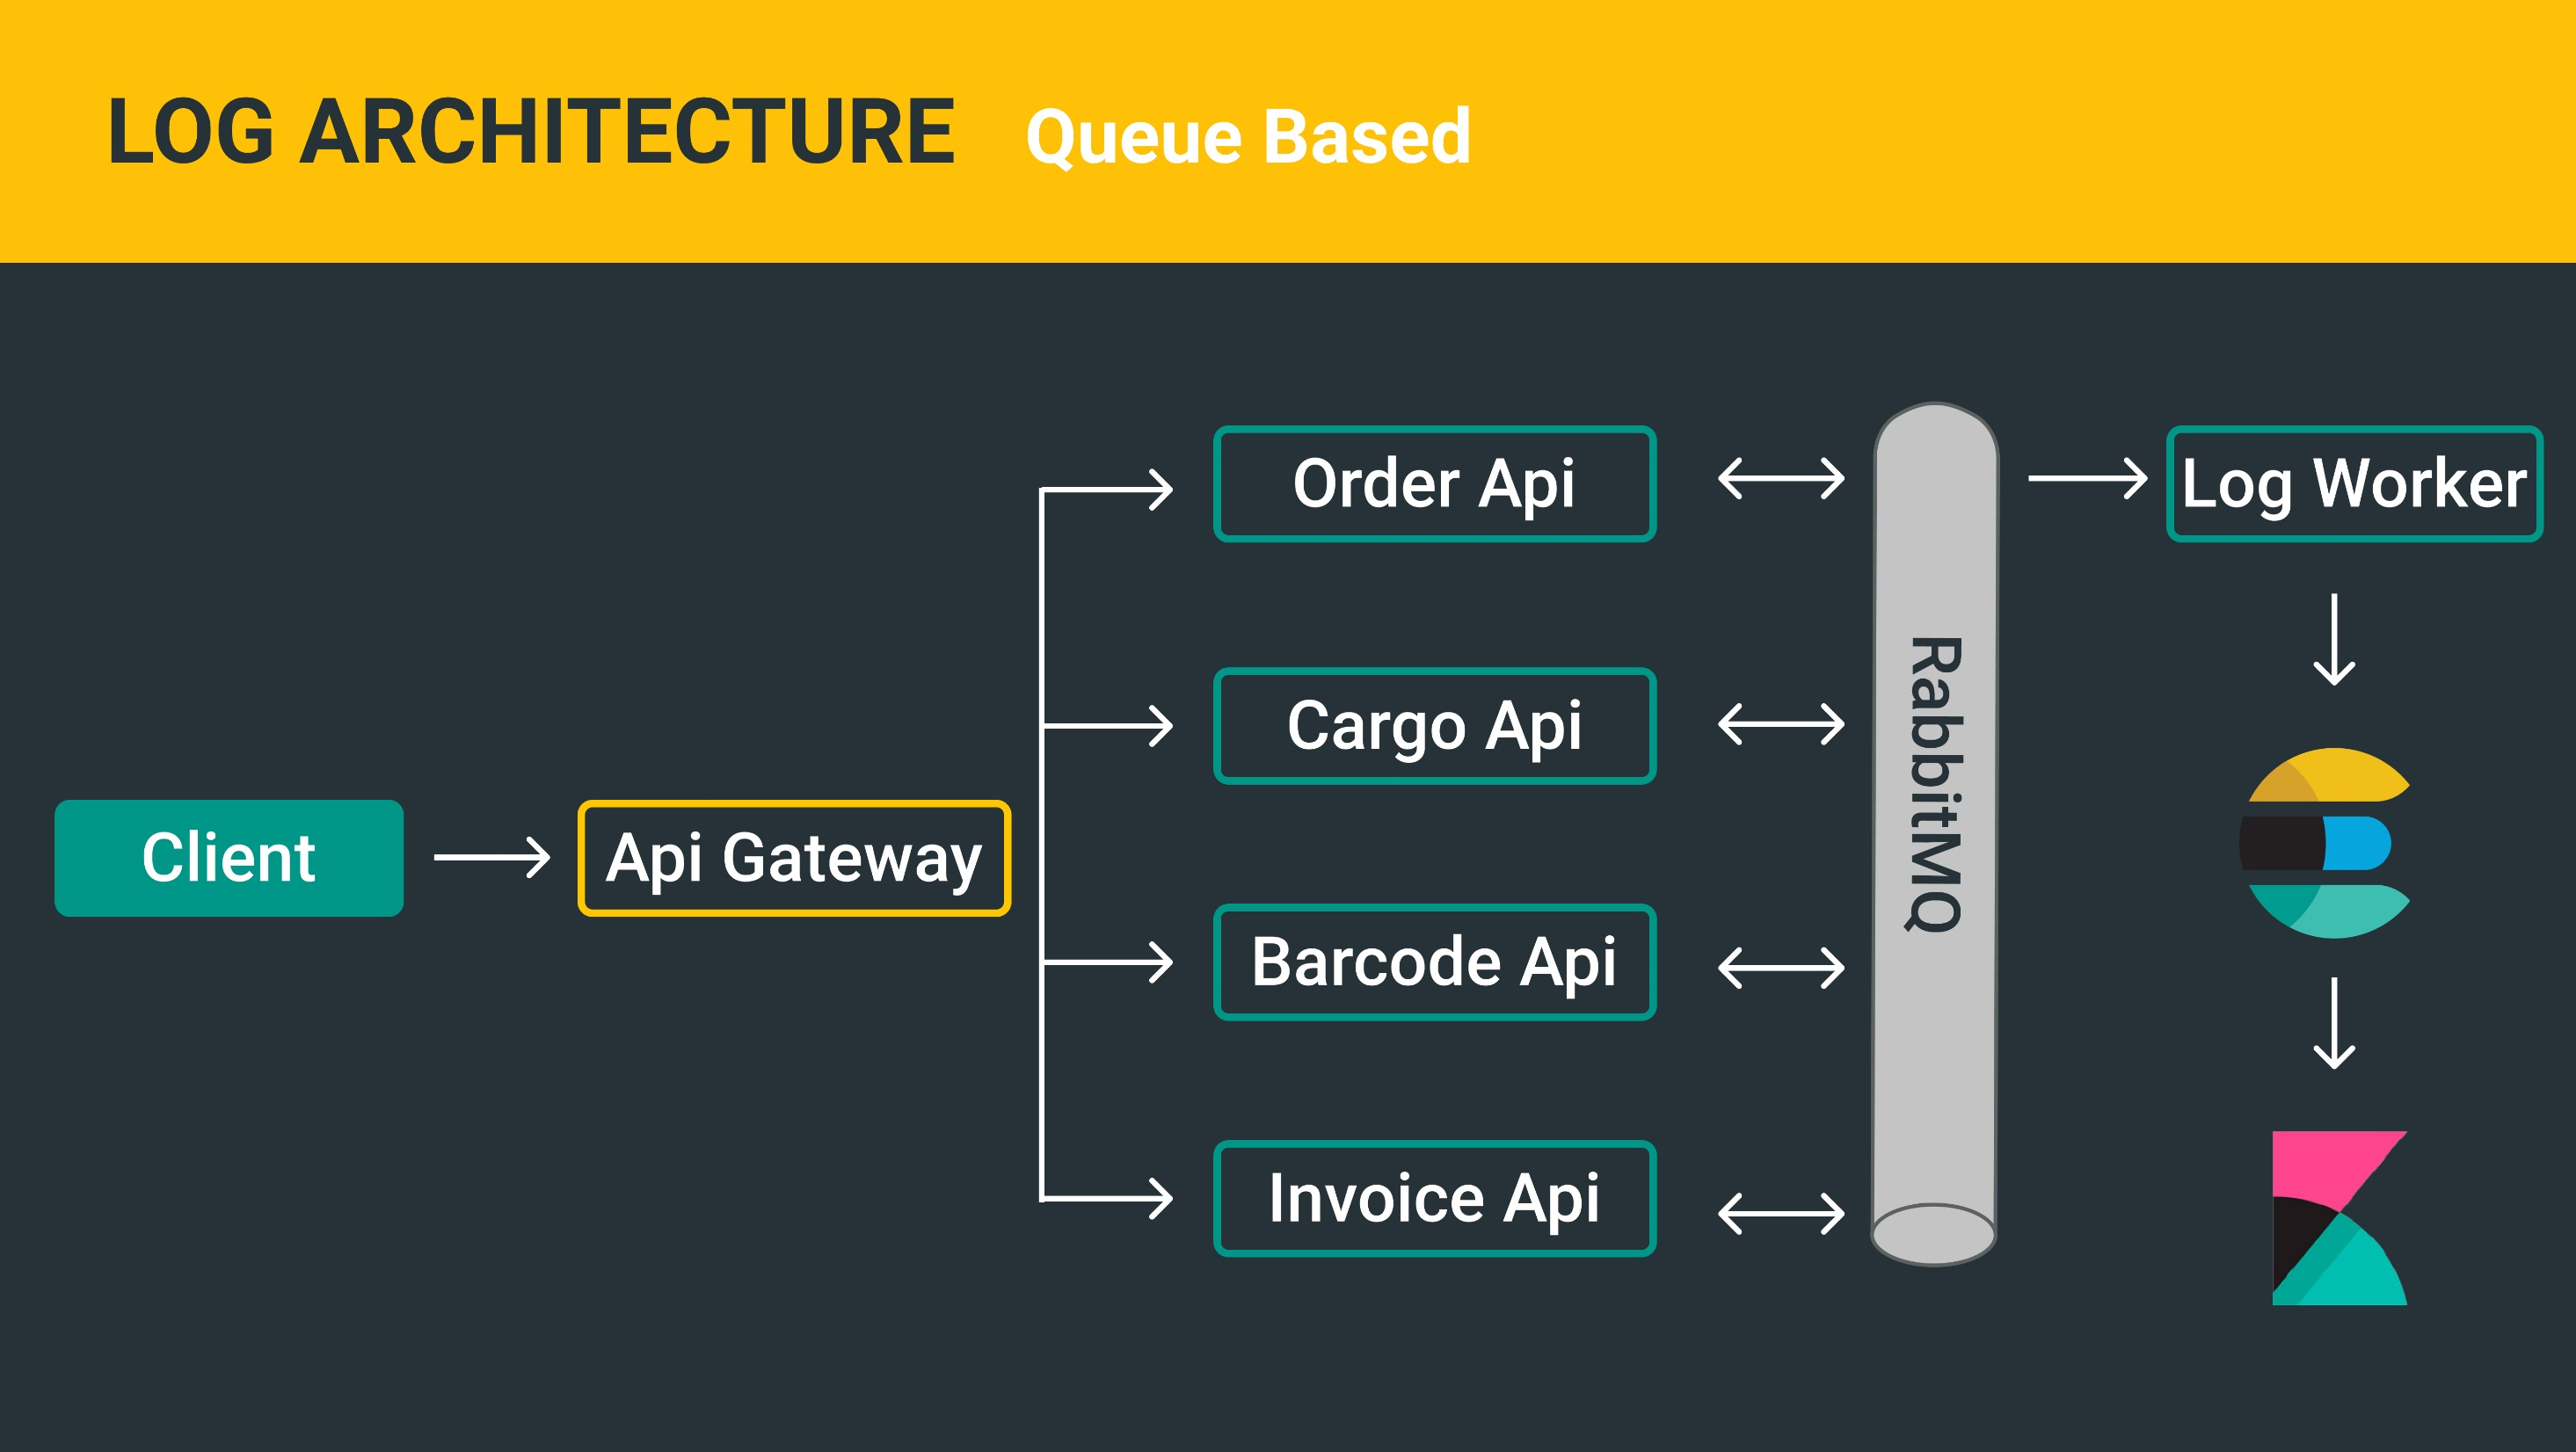 LOG ARCHITECTURE Queue Based
Client
Api Gateway
Order Api
Cargo Api
Barcode Api
Invoice Api
RabbitMQ
Log Worker